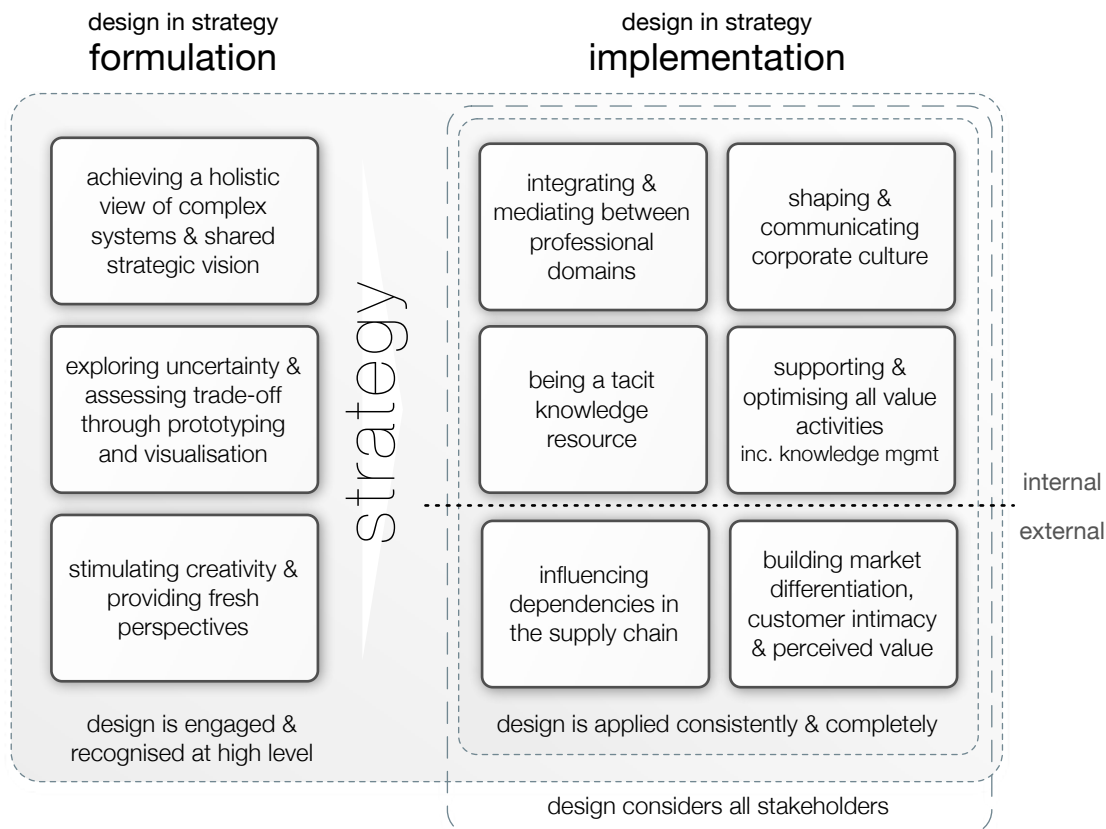 design in strategy
formulation
achieving a holistic
view of complex
systems & shared
strategic vision
exploring uncertainty &
assessing trade-off
through prototyping
and visualisation
stimulating creativity &
providing fresh
perspectives
design is engaged &
recognised at high level
strategy
design in strategy
implementation
integrating &
mediating between
professional
domains
shaping &
communicating
corporate culture
being a tacit
knowledge
resource
supporting &
optimising all value
activities
inc. knowledge mgmt
internal
external
influencing
dependencies in
the supply chain
building market
differentiation,
customer intimacy
& perceived value
design is applied consistently & completely
design considers all stakeholders